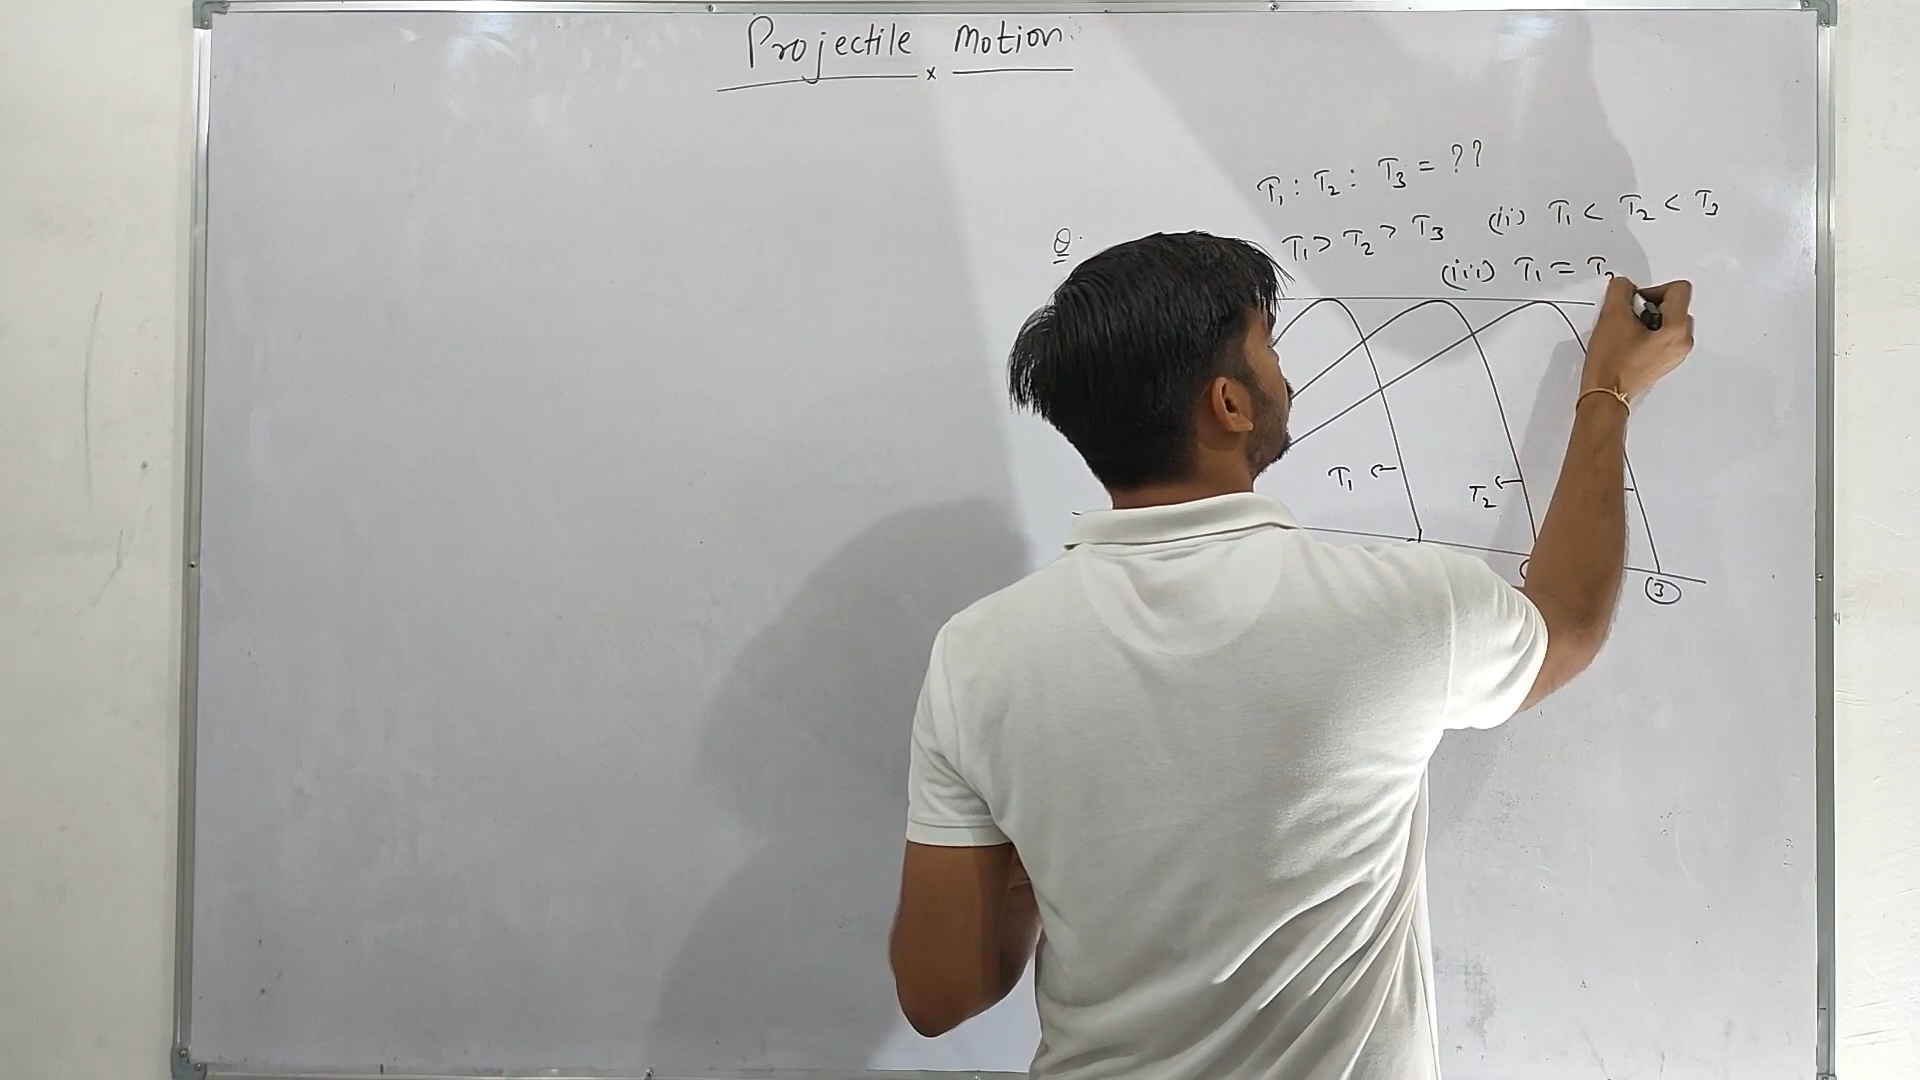 Projectile Motion
T₁ : T₂ : T₃ = ??
Q. T₁ > T₂ > T₃ (ii) T₁ < T₂ < T₃
(iii) T₁ = T₂
T₁
T₂
3